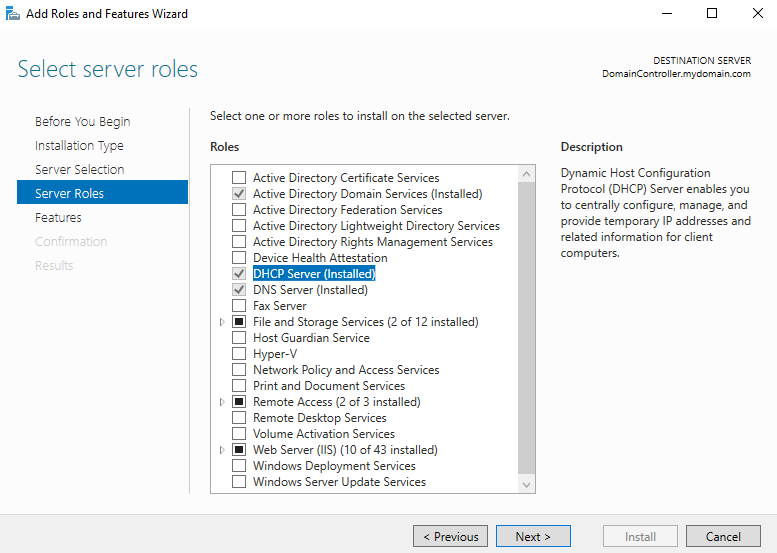 Add Roles and Features Wizard
Select server roles
DESTINATION SERVER
DomainController.mydomain.com
Before You Begin
Installation Type
Server Selection
Server Roles
Features
Confirmation
Results
Select one or more roles to install on the selected server.
Roles
Active Directory Certificate Services
Active Directory Domain Services (Installed)
Active Directory Federation Services
Active Directory Lightweight Directory Services
Active Directory Rights Management Services
Device Health Attestation
DHCP Server (Installed)
DNS Server (Installed)
Fax Server
File and Storage Services (2 of 12 installed)
Host Guardian Service
Hyper-V
Network Policy and Access Services
Print and Document Services
Remote Access (2 of 3 installed)
Remote Desktop Services
Volume Activation Services
Web Server (IIS) (10 of 43 installed)
Windows Deployment Services
Windows Server Update Services
Description
Dynamic Host Configuration
Protocol (DHCP) Server enables you
to centrally configure, manage, and
provide temporary IP addresses and
related information for client
computers.
< Previous
Next >
Install
Cancel